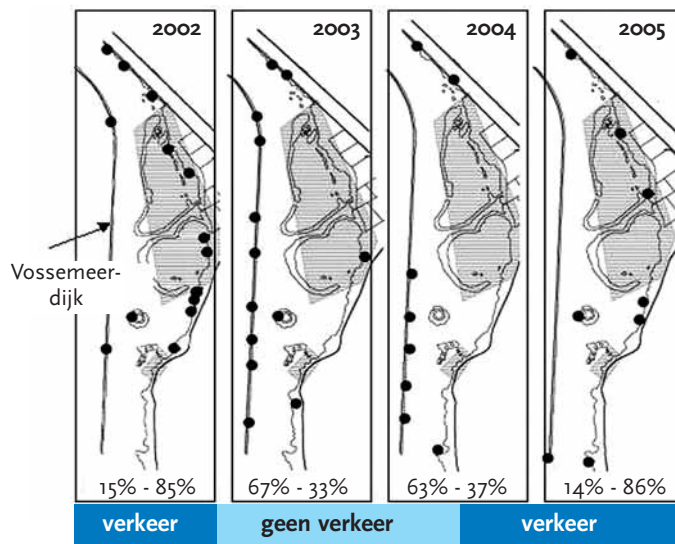 2002 2003 2004 2005
Vossemeer-
dijk
15% - 85% 67% - 33% 63% - 37% 14% - 86%
verkeer geen verkeer verkeer